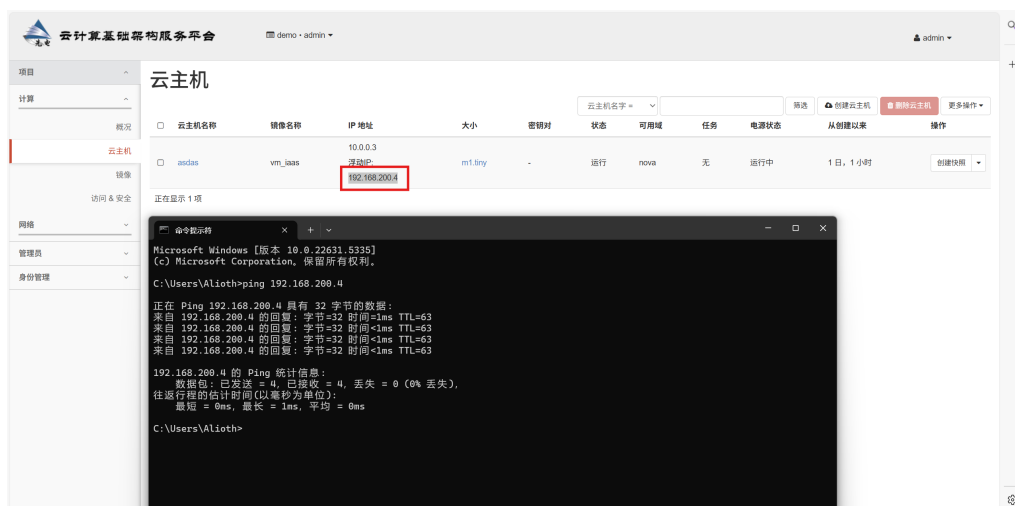 先电 云计算基础架构服务平台 demo • admin admin
项目
云主机
计算
云主机名字 = 筛选 创建云主机 删除云主机 更多操作
概况
云主机名称 镜像名称 IP 地址 大小 密钥对 状态 可用域 任务 电源状态 从创建以来 操作
云主机
10.0.0.3
asdas vm_iaas 浮动IP: m1.tiny - 运行 nova 无 运行中 1 日，1 小时 创建快照
192.168.200.4
镜像
访问 & 安全
正在显示 1 项
网络
管理员
身份管理
命令提示符
Microsoft Windows [版本 10.0.22631.5335]
(c) Microsoft Corporation。保留所有权利。
C:\Users\Alioth>ping 192.168.200.4
正在 Ping 192.168.200.4 具有 32 字节的数据:
来自 192.168.200.4 的回复: 字节=32 时间=1ms TTL=63
来自 192.168.200.4 的回复: 字节=32 时间<1ms TTL=63
来自 192.168.200.4 的回复: 字节=32 时间<1ms TTL=63
来自 192.168.200.4 的回复: 字节=32 时间<1ms TTL=63
192.168.200.4 的 Ping 统计信息:
数据包: 已发送 = 4，已接收 = 4，丢失 = 0 (0% 丢失)，
往返行程的估计时间(以毫秒为单位):
最短 = 0ms，最长 = 1ms，平均 = 0ms
C:\Users\Alioth>